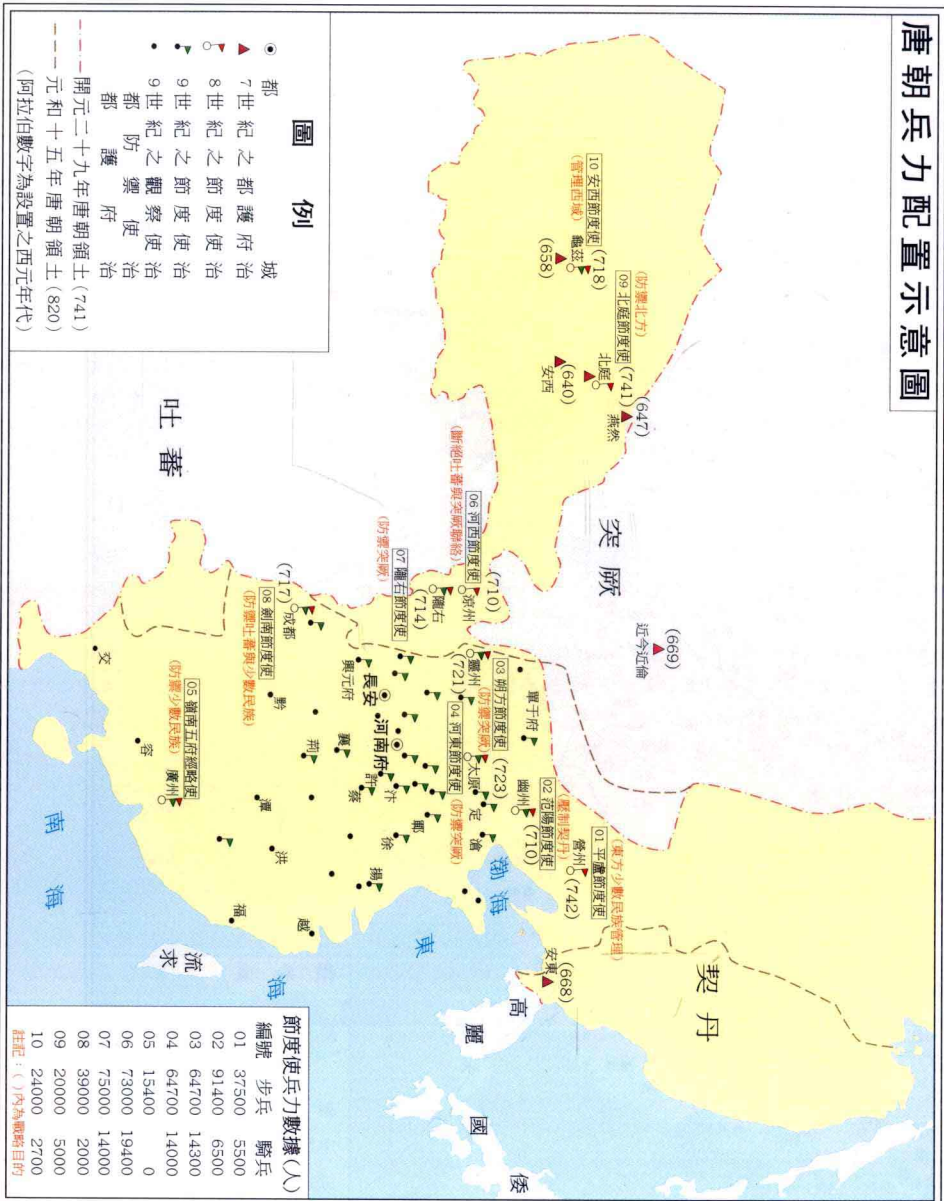 唐朝兵力配置示意圖
圖例
都城
7世紀之都護府治
8世紀之節度使治
9世紀之節度使治
9世紀之觀察使治
都防禦使治
都護府治
開元二十九年唐朝領土(741)
元和十五年唐朝領土(820)
(阿拉伯數字為設置之西元年代)
10 安西節度使
(管理西域)
龜茲
(718)
(658)
(防禦北方)
09 北庭節度使
北庭
(741)
(647)
燕然
(640)
安西
突厥
(669)
近今近倫
吐蕃
(斷絕吐蕃與突厥聯絡)
06 河西節度使
(710)
涼州
(防禦突厥)
07 隴右節度使
(714)
隴右
(717)
成都
08 劍南節度使
(防禦吐蕃與少數民族)
03 朔方節度使
(防禦突厥)
靈州
(721)
單于府
興元府
長安
河南府
04 河東節度使
(防禦突厥)
太原
(723)
幽州
02 范陽節度使
(壓制契丹)
(710)
01 平盧節度使
(東方少數民族管理)
營州
(742)
契丹
安東
(668)
定
滄
鄆
徐
汴
許
蔡
襄
荊
黔
潭
洪
揚
越
福
交
容
05 嶺南五府經略使
(防禦少數民族)
廣州
渤海
東海
南海
流求
高麗
倭國
節度使兵力數據(人)
編號 步兵 騎兵
01 37500 5500
02 91400 6500
03 64700 14300
04 64700 14000
05 15400 0
06 73000 19400
07 75000 14000
08 39000 2000
09 20000 5000
10 24000 2700
註記：( )內為戰略目的